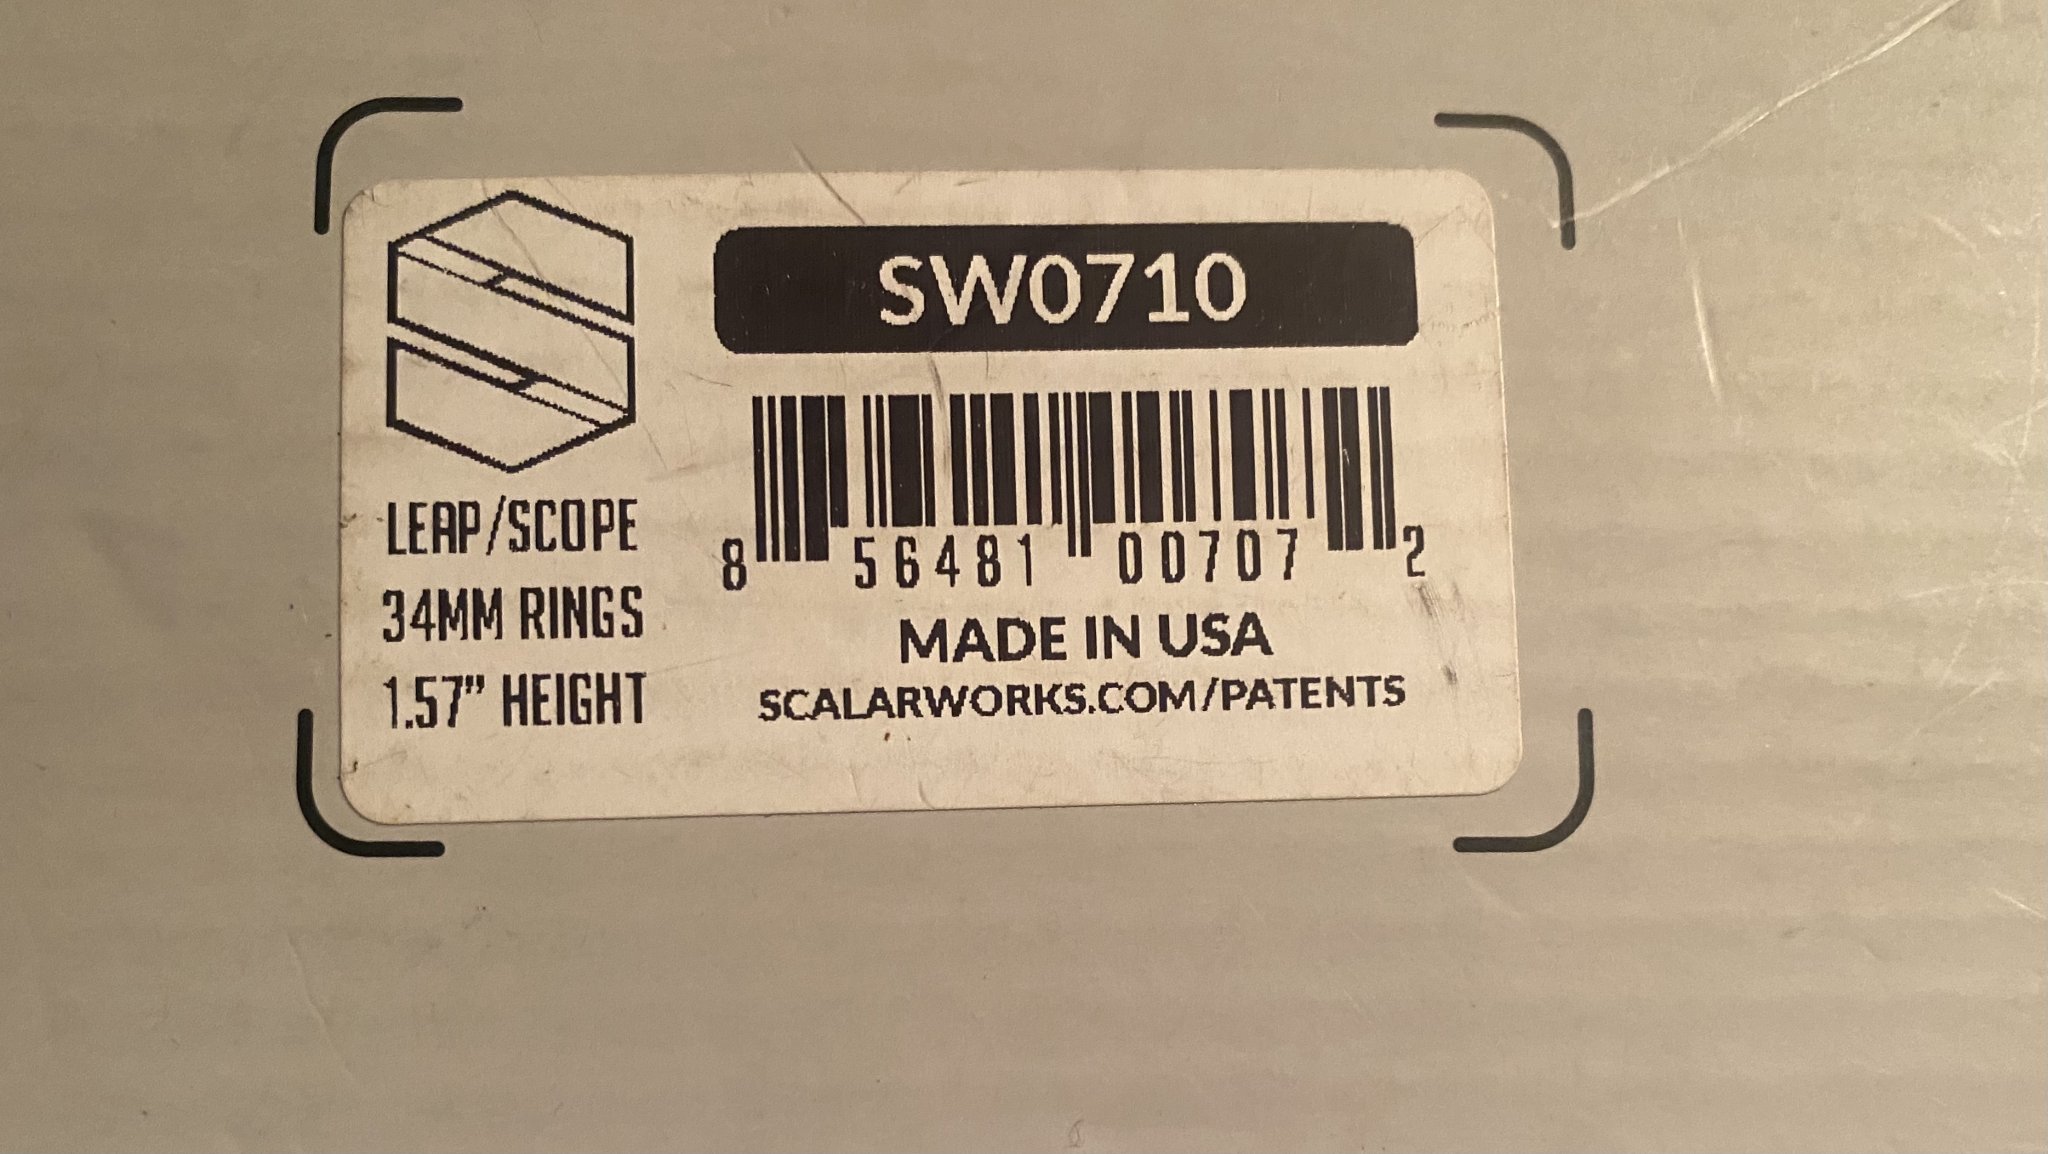 SW0710
LEAP/SCOPE
34MM RINGS
1.57" HEIGHT
8 56481 00707 2
MADE IN USA
SCALARWORKS.COM/PATENTS